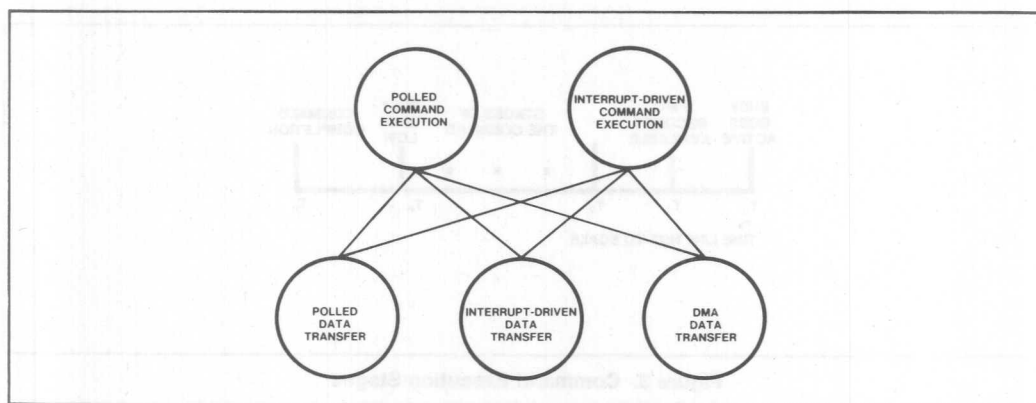 POLLED
COMMAND
EXECUTION
INTERRUPT-DRIVEN
COMMAND
EXECUTION
POLLED
DATA
TRANSFER
INTERRUPT-DRIVEN
DATA
TRANSFER
DMA
DATA
TRANSFER